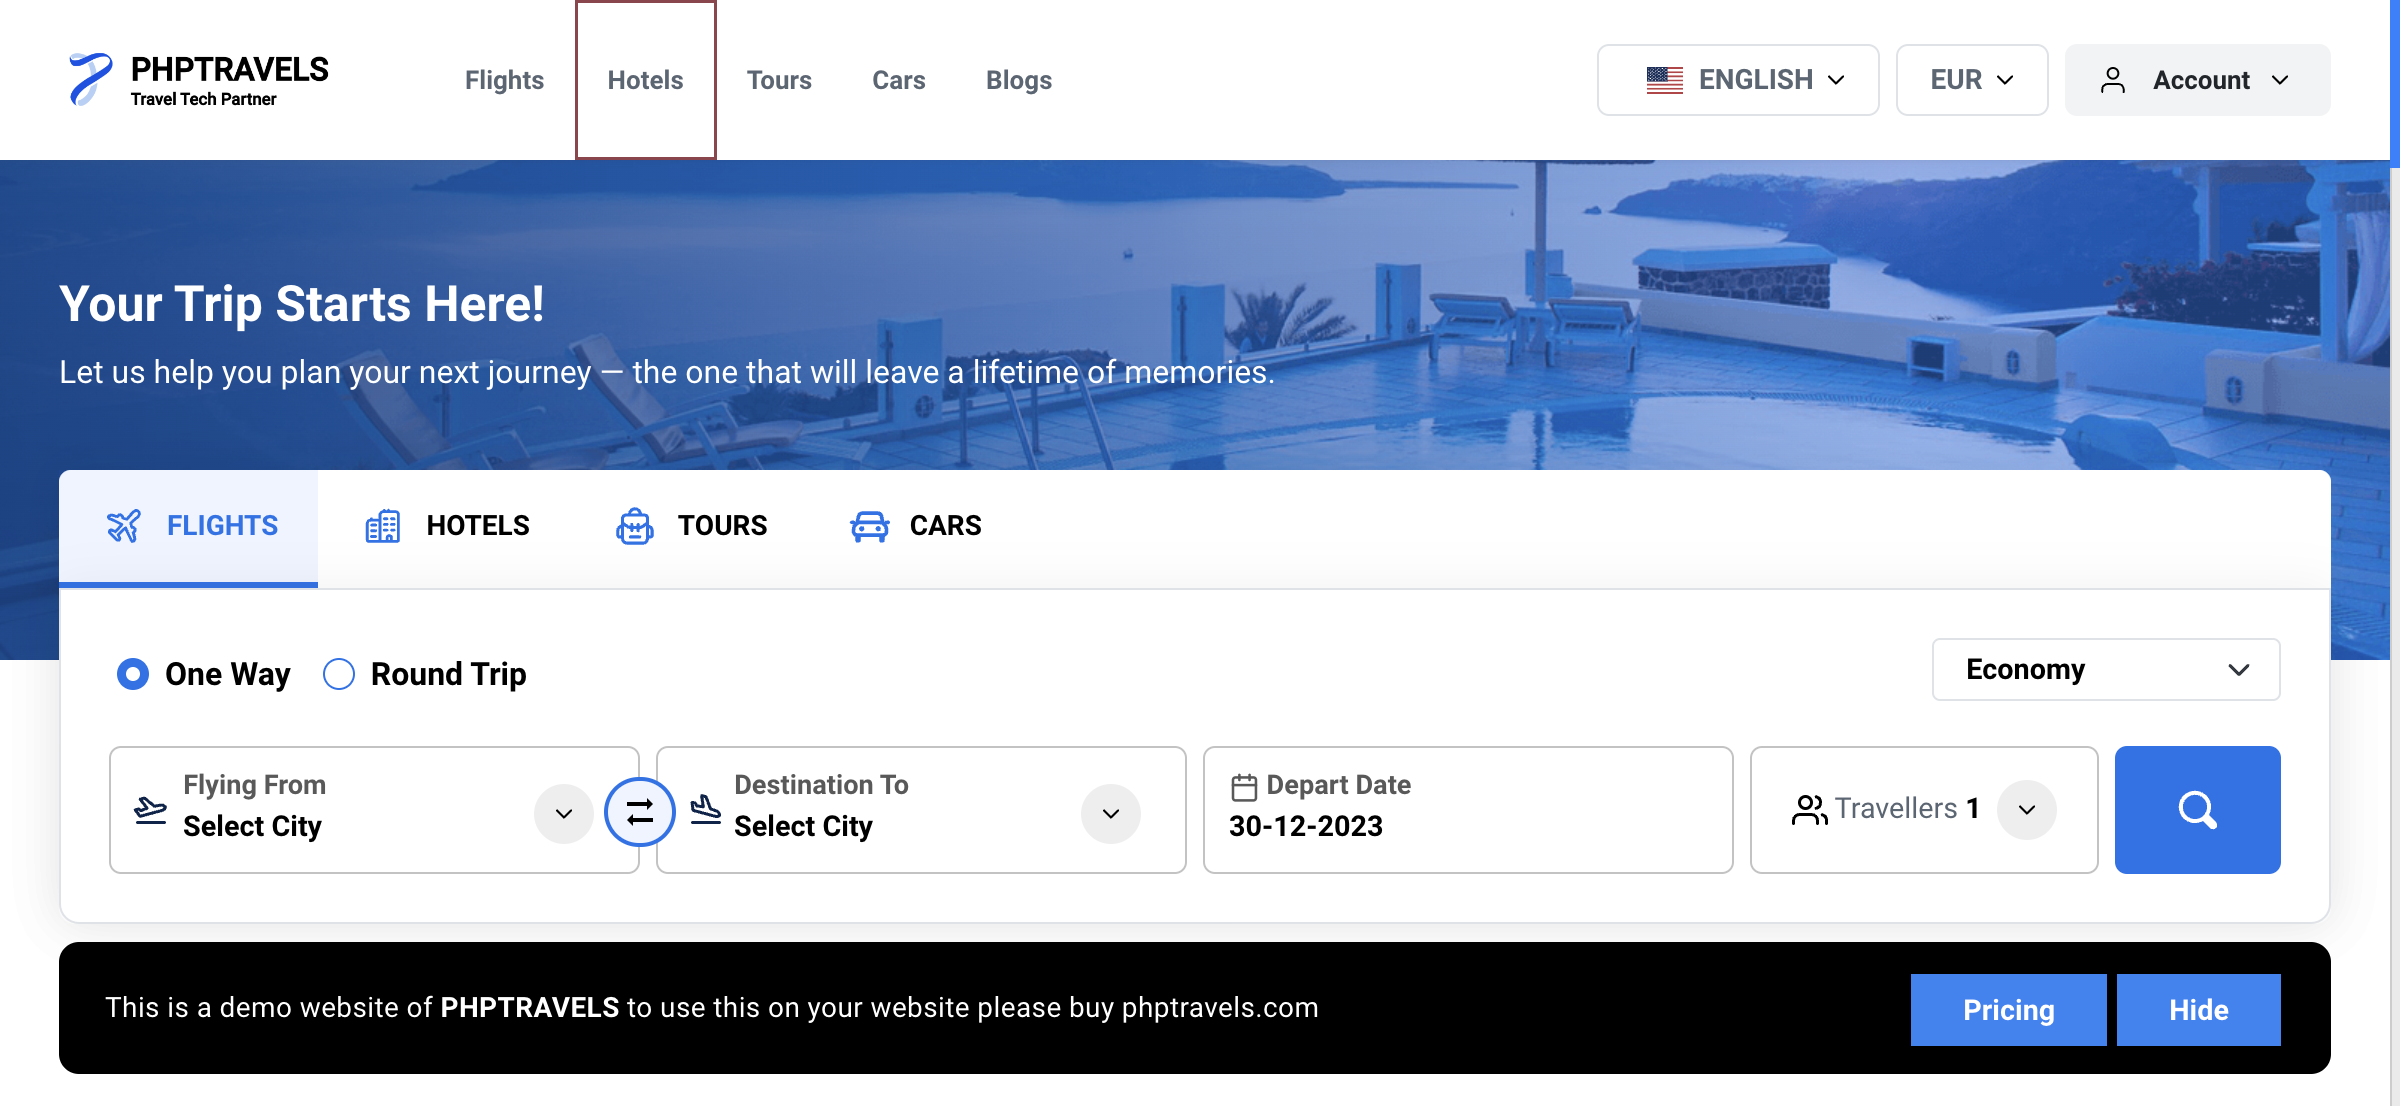 PHPTRAVELS
Travel Tech Partner
Flights Hotels Tours Cars Blogs
ENGLISH EUR Account
Your Trip Starts Here!
Let us help you plan your next journey — the one that will leave a lifetime of memories.
FLIGHTS HOTELS TOURS CARS
One Way Round Trip Economy
Flying From
Select City
Destination To
Select City
Depart Date
30-12-2023
Travellers 1
This is a demo website of PHPTRAVELS to use this on your website please buy phptravels.com
Pricing Hide